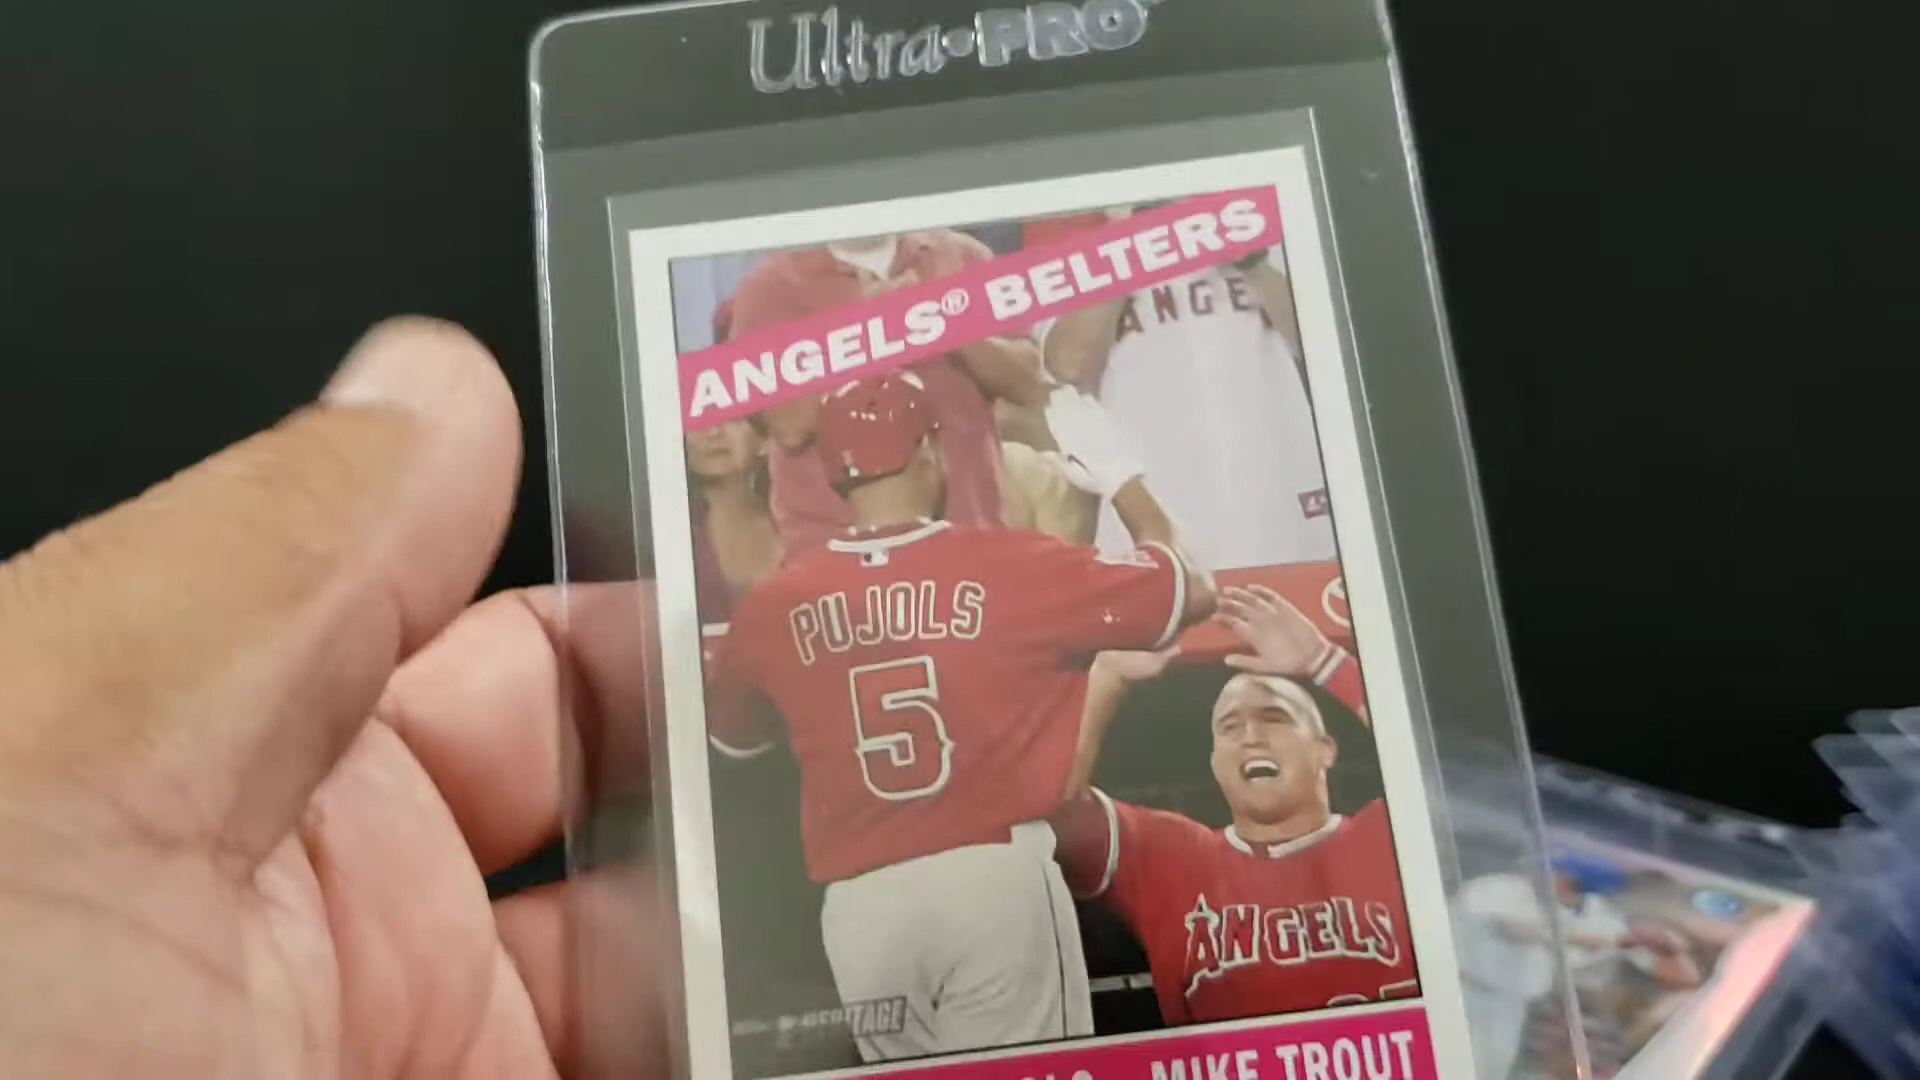 Ultra•PRO
ANGELS® BELTERS
ANGE
PUJOLS
5
ANGELS
MIKE TROUT